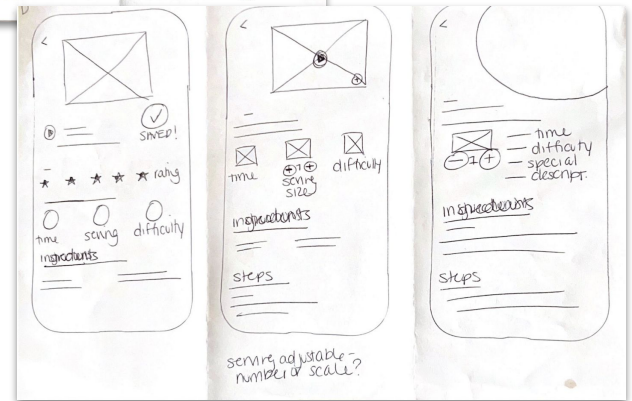 SAVED!
rating
time
serving
difficulty
ingredients
time
serving
size
difficulty
ingredients
steps
- 1 +
time
difficulty
special
descript.
ingredients
steps
serving adjustable -
number or scale?